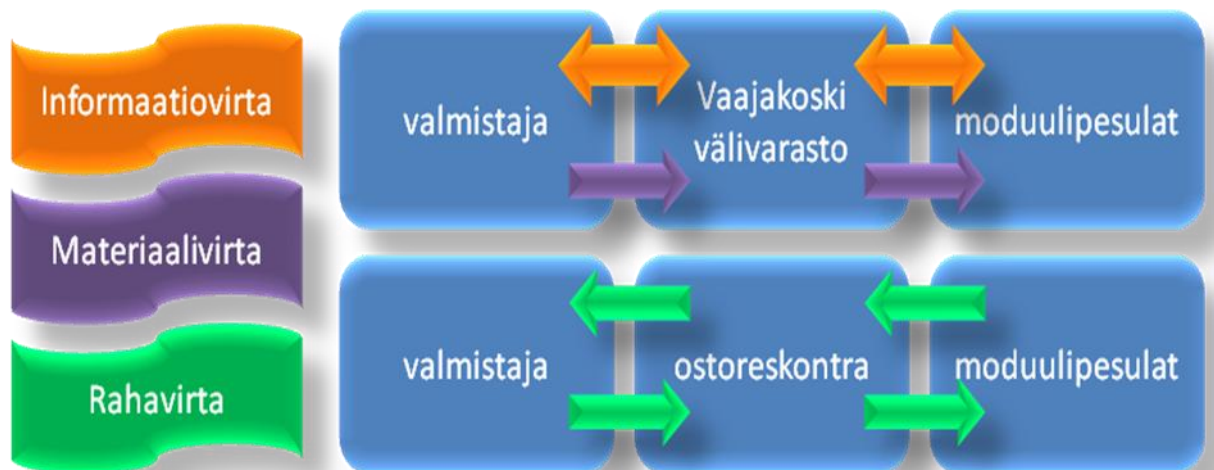 Informaatiovirta
Materiaalivirta
Rahavirta
valmistaja
Vaajakoski
välivarasto
moduulipesulat
valmistaja
ostoreskontra
moduulipesulat